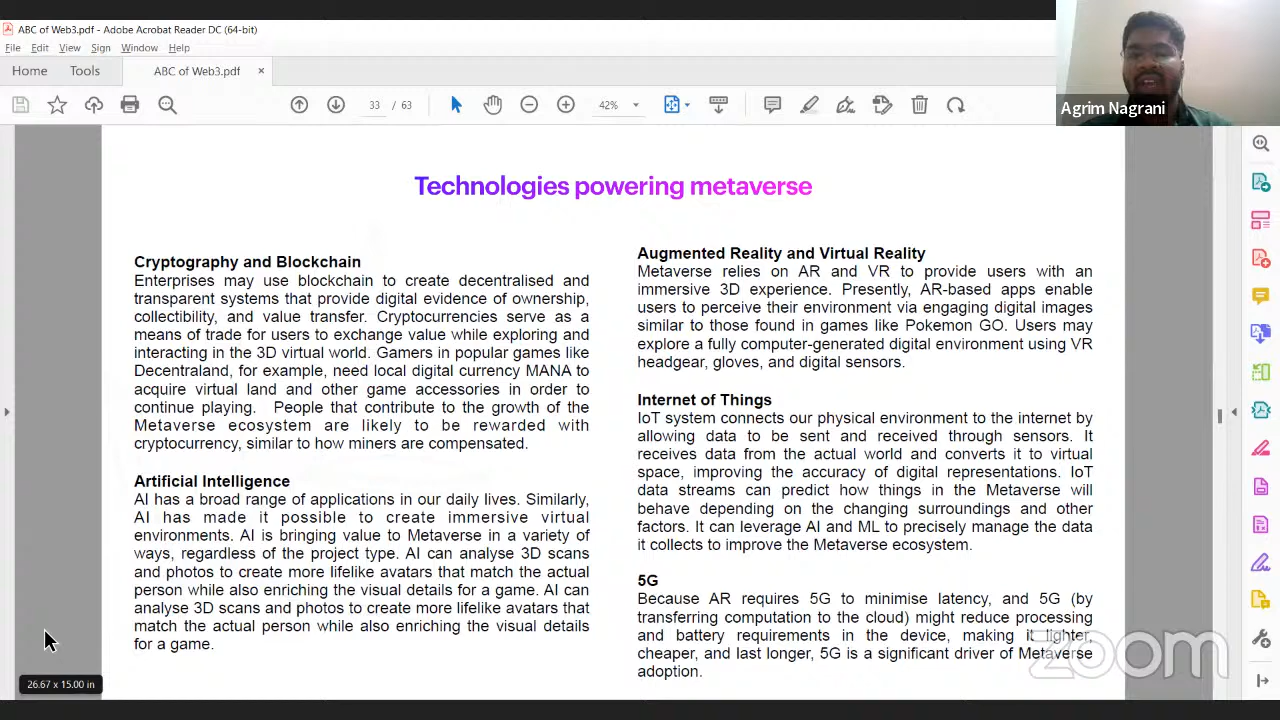 ABC of Web3.pdf - Adobe Acrobat Reader DC (64-bit)
File Edit View Sign Window Help
Home Tools ABC of Web3.pdf ×
33 / 63 42%
Agrim Nagrani
Technologies powering metaverse
Cryptography and Blockchain
Enterprises may use blockchain to create decentralised and
transparent systems that provide digital evidence of ownership,
collectibility, and value transfer. Cryptocurrencies serve as a
means of trade for users to exchange value while exploring and
interacting in the 3D virtual world. Gamers in popular games like
Decentraland, for example, need local digital currency MANA to
acquire virtual land and other game accessories in order to
continue playing. People that contribute to the growth of the
Metaverse ecosystem are likely to be rewarded with
cryptocurrency, similar to how miners are compensated.
Artificial Intelligence
AI has a broad range of applications in our daily lives. Similarly,
AI has made it possible to create immersive virtual
environments. AI is bringing value to Metaverse in a variety of
ways, regardless of the project type. AI can analyse 3D scans
and photos to create more lifelike avatars that match the actual
person while also enriching the visual details for a game. AI can
analyse 3D scans and photos to create more lifelike avatars that
match the actual person while also enriching the visual details
for a game.
Augmented Reality and Virtual Reality
Metaverse relies on AR and VR to provide users with an
immersive 3D experience. Presently, AR-based apps enable
users to perceive their environment via engaging digital images
similar to those found in games like Pokemon GO. Users may
explore a fully computer-generated digital environment using VR
headgear, gloves, and digital sensors.
Internet of Things
IoT system connects our physical environment to the internet by
allowing data to be sent and received through sensors. It
receives data from the actual world and converts it to virtual
space, improving the accuracy of digital representations. IoT
data streams can predict how things in the Metaverse will
behave depending on the changing surroundings and other
factors. It can leverage AI and ML to precisely manage the data
it collects to improve the Metaverse ecosystem.
5G
Because AR requires 5G to minimise latency, and 5G (by
transferring computation to the cloud) might reduce processing
and battery requirements in the device, making it lighter,
cheaper, and last longer, 5G is a significant driver of Metaverse
adoption.
zoom
26.67 x 15.00 in